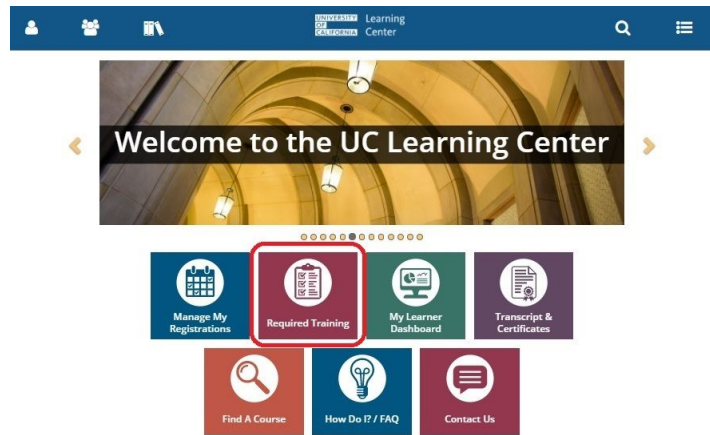 UNIVERSITY
OF
CALIFORNIA
Learning
Center
Welcome to the UC Learning Center
Manage My
Registrations
Required Training
My Learner
Dashboard
Transcript &
Certificates
Find A Course
How Do I? / FAQ
Contact Us